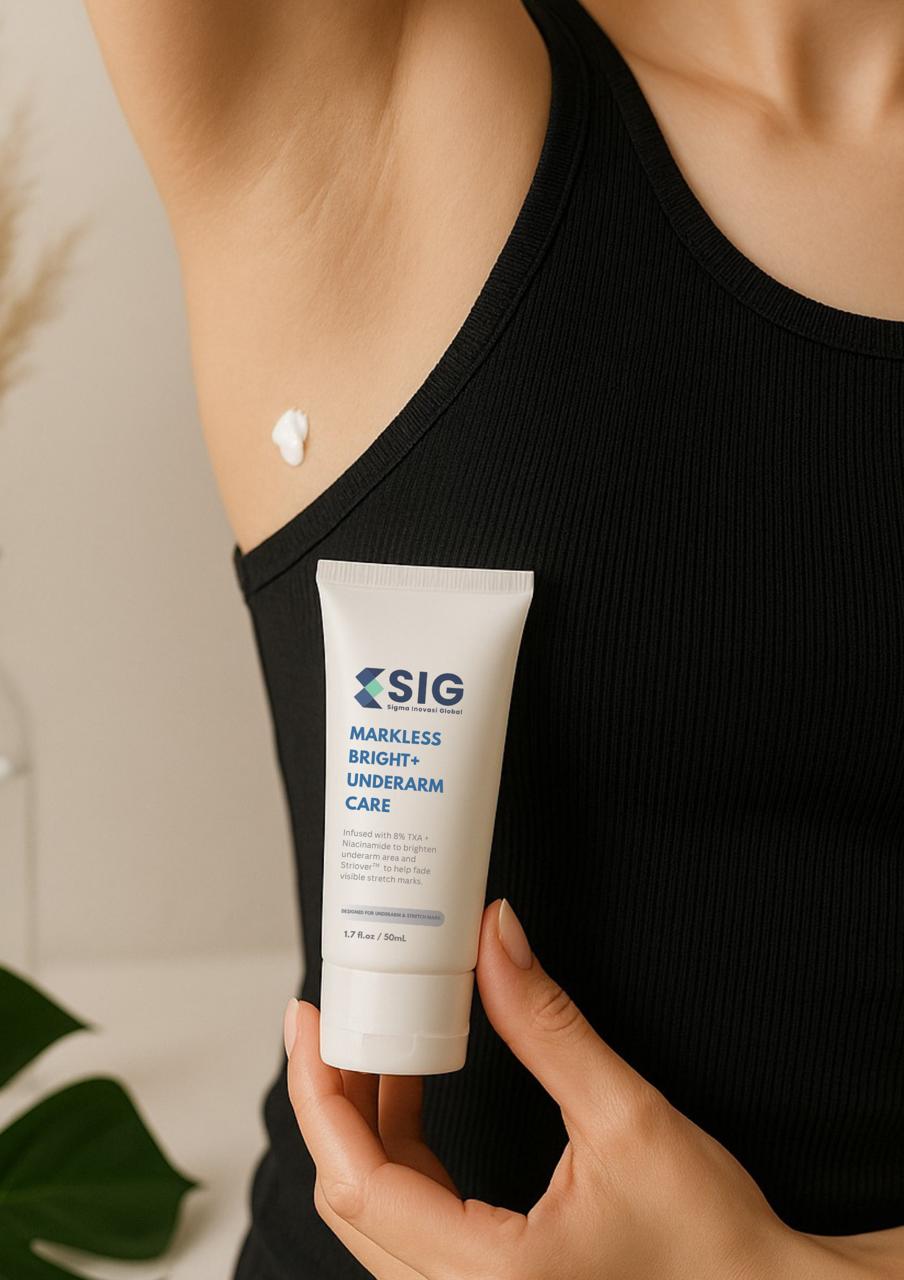 SIG
Sigma Inovasi Global
MARKLESS
BRIGHT+
UNDERARM
CARE
Infused with 8% TXA +
Niacinamide to brighten
underarm area and
Striover™ to help fade
visible stretch marks.
DESIGNED FOR UNDERARM & STRETCH MARK
1.7 fl.oz / 50mL